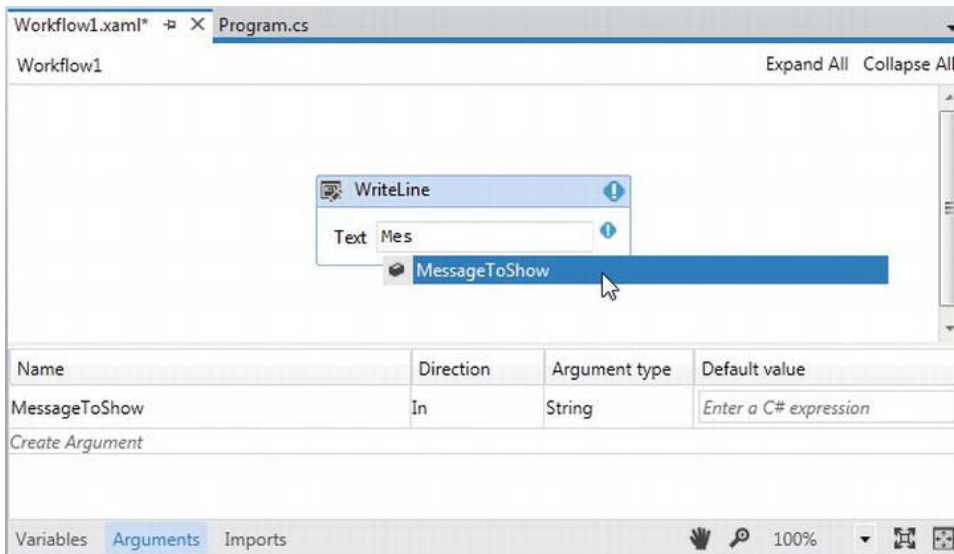 Workflow1.xaml* Program.cs
Workflow1 Expand All Collapse All
WriteLine
Text Mes
MessageToShow
Name Direction Argument type Default value
MessageToShow In String Enter a C# expression
Create Argument
Variables Arguments Imports 100%